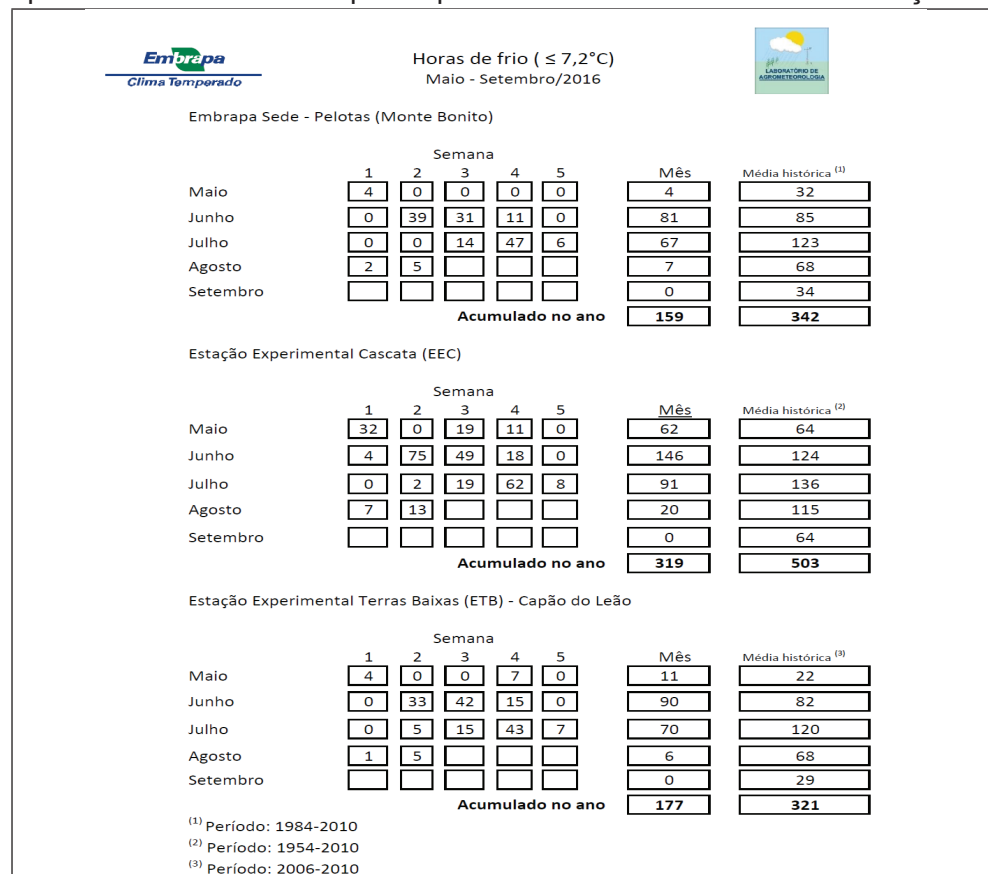 Embrapa
Clima Temperado
Horas de frio ( ≤ 7,2°C)
Maio - Setembro/2016
LABORATÓRIO DE
AGROMETEOROLOGIA
Embrapa Sede - Pelotas (Monte Bonito)
Semana
1 2 3 4 5 Mês Média histórica (1)
Maio 4 0 0 0 0 4 32
Junho 0 39 31 11 0 81 85
Julho 0 0 14 47 6 67 123
Agosto 2 5 7 68
Setembro 0 34
Acumulado no ano 159 342
Estação Experimental Cascata (EEC)
Semana
1 2 3 4 5 Mês Média histórica (2)
Maio 32 0 19 11 0 62 64
Junho 4 75 49 18 0 146 124
Julho 0 2 19 62 8 91 136
Agosto 7 13 20 115
Setembro 0 64
Acumulado no ano 319 503
Estação Experimental Terras Baixas (ETB) - Capão do Leão
Semana
1 2 3 4 5 Mês Média histórica (3)
Maio 4 0 0 7 0 11 22
Junho 0 33 42 15 0 90 82
Julho 0 5 15 43 7 70 120
Agosto 1 5 6 68
Setembro 0 29
Acumulado no ano 177 321
(1) Período: 1984-2010
(2) Período: 1954-2010
(3) Período: 2006-2010